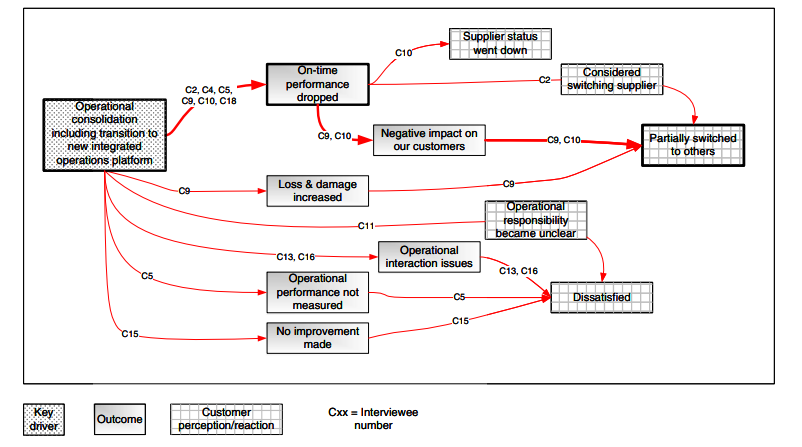 Supplier status
went down
C10
On-time
performance
dropped
C2, C4, C5,
C9, C10, C18
C2
Considered
switching supplier
Operational
consolidation
including transition to
new integrated
operations platform
C9, C10
Negative impact on
our customers
C9, C10
Partially switched
to others
C9
Loss & damage
increased
C9
C11
Operational
responsibility
became unclear
C13, C16
Operational
interaction issues
C13, C16
C5
Operational
performance not
measured
C5
Dissatisfied
C15
No improvement
made
C15
Key
driver
Outcome
Customer
perception/reaction
Cxx = Interviewee
number